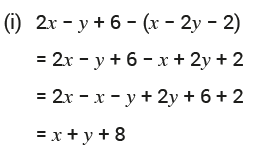 (i) 2x − y + 6 − (x − 2y − 2)
= 2x − y + 6 − x + 2y + 2
= 2x − x − y + 2y + 6 + 2
= x + y + 8